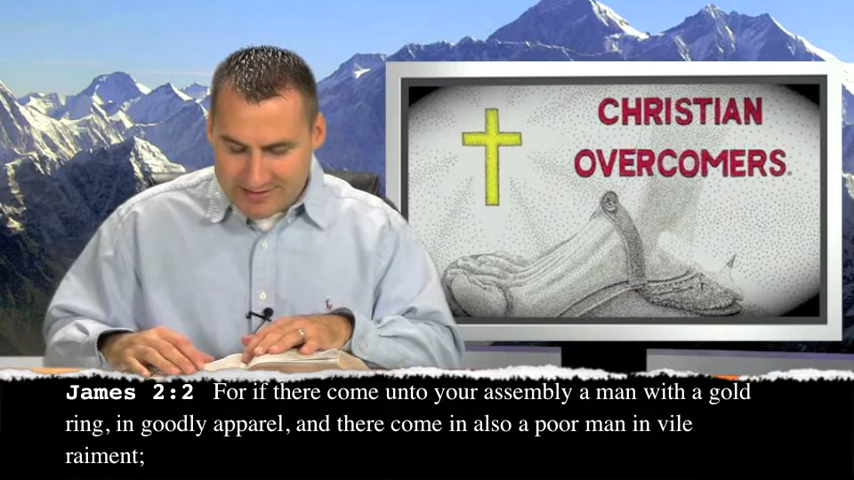 CHRISTIAN
OVERCOMERS.
James 2:2 For if there come unto your assembly a man with a gold
ring, in goodly apparel, and there come in also a poor man in vile
raiment;